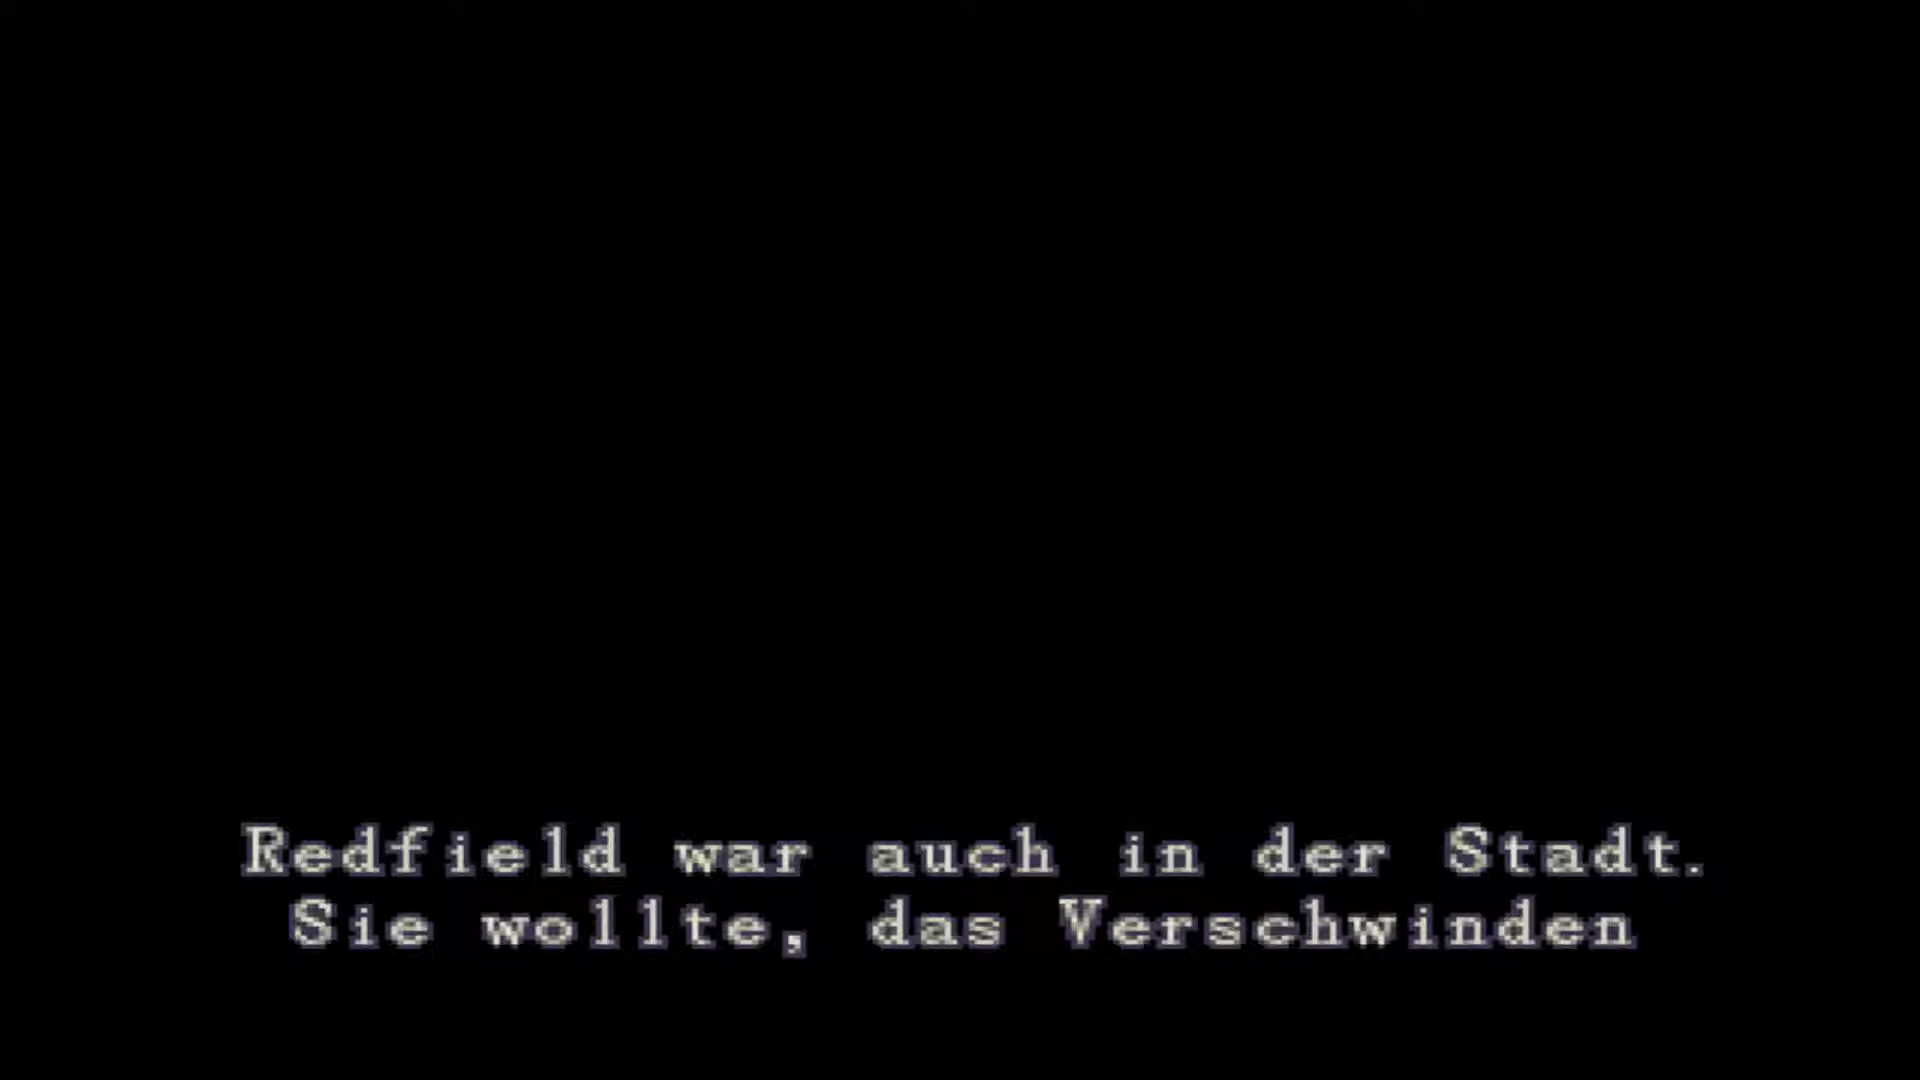 Redfield war auch in der Stadt.
Sie wollte, das Verschwinden